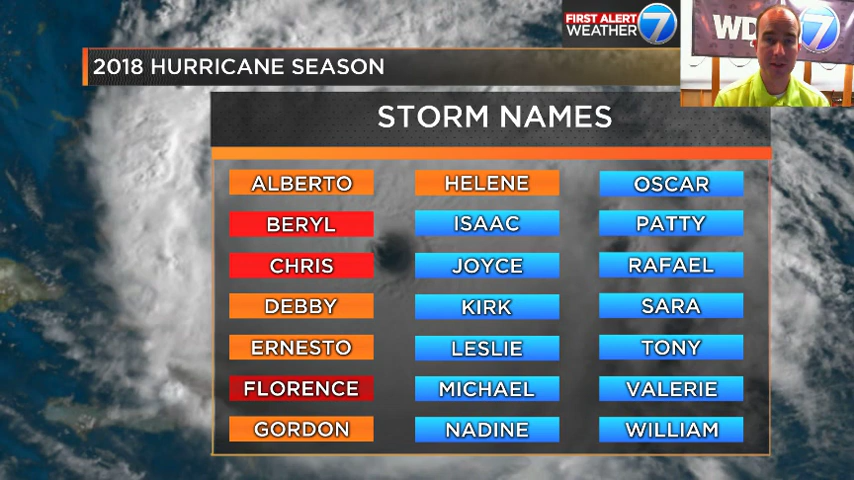 FIRST ALERT
WEATHER 7
WD 7
2018 HURRICANE SEASON
STORM NAMES
ALBERTO HELENE OSCAR
BERYL ISAAC PATTY
CHRIS JOYCE RAFAEL
DEBBY KIRK SARA
ERNESTO LESLIE TONY
FLORENCE MICHAEL VALERIE
GORDON NADINE WILLIAM